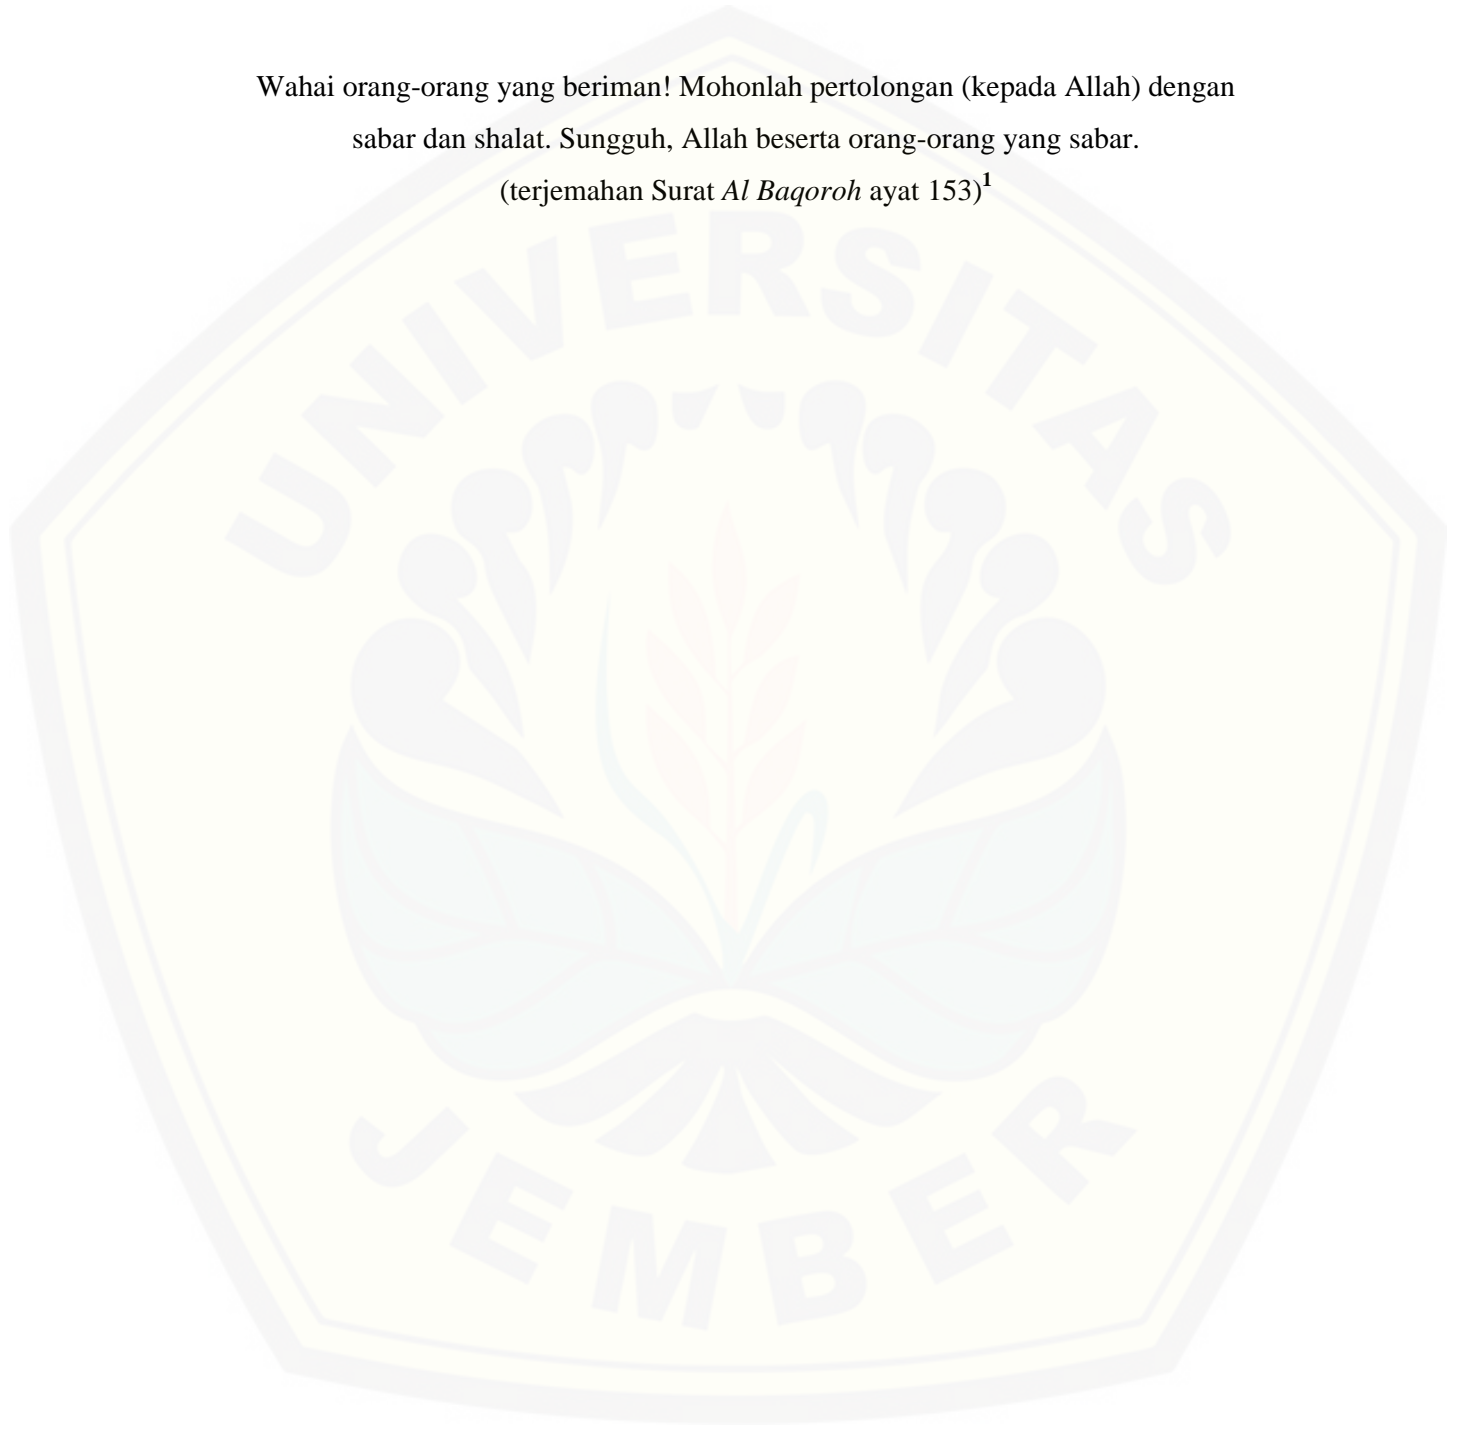 Wahai orang-orang yang beriman! Mohonlah pertolongan (kepada Allah) dengan
sabar dan shalat. Sungguh, Allah beserta orang-orang yang sabar.
(terjemahan Surat Al Baqoroh ayat 153)1
UNIVERSITAS
JEMBER